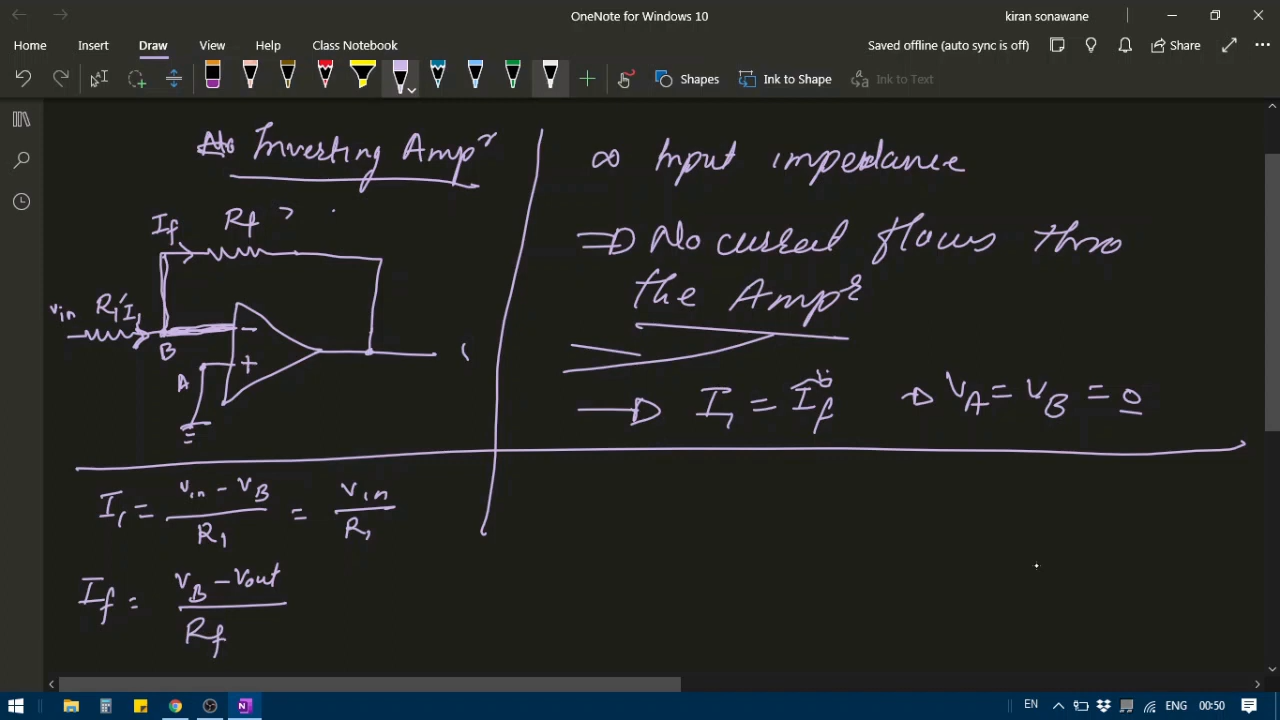 OneNote for Windows 10
kiran sonawane
Home Insert Draw View Help Class Notebook
Saved offline (auto sync is off)
Share
Shapes
Ink to Shape
Ink to Text
Inverting Ampr
If Rf
Vin R1 I1
B
A
-
+
∞ Input impedance
⇒ No current flows thro
the Ampr
→ I1 = If → VA = VB = 0
I1 = Vin - VB / R1 = Vin / R1
If = VB - Vout / Rf
EN
ENG
00:50